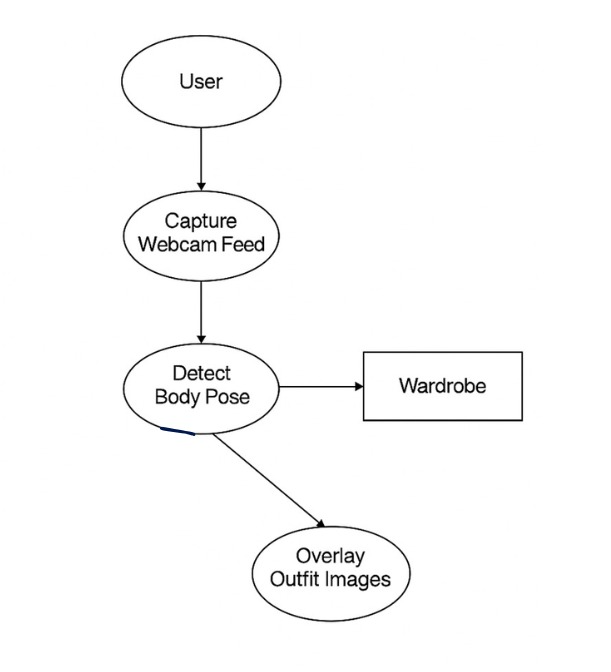 User
Capture
Webcam Feed
Detect
Body Pose
Wardrobe
Overlay
Outfit Images